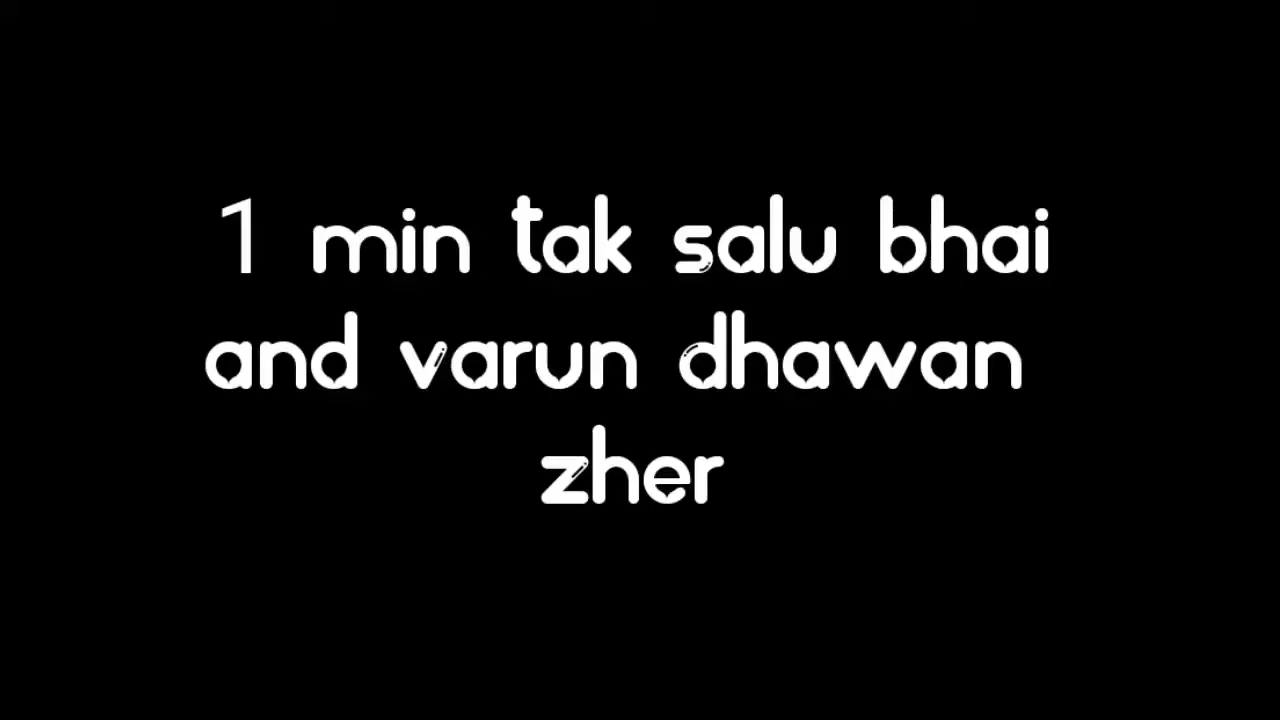 1 min tak salu bhai
and varun dhawan
zher